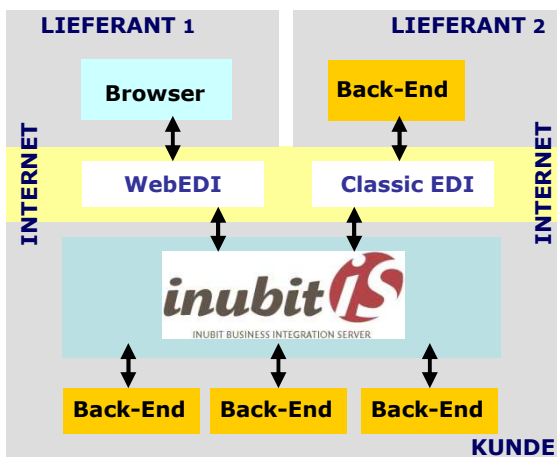 LIEFERANT 1
LIEFERANT 2
Browser
Back-End
INTERNET
WebEDI
Classic EDI
INTERNET
inubit iS
INUBIT BUSINESS INTEGRATION SERVER
Back-End
Back-End
Back-End
KUNDE